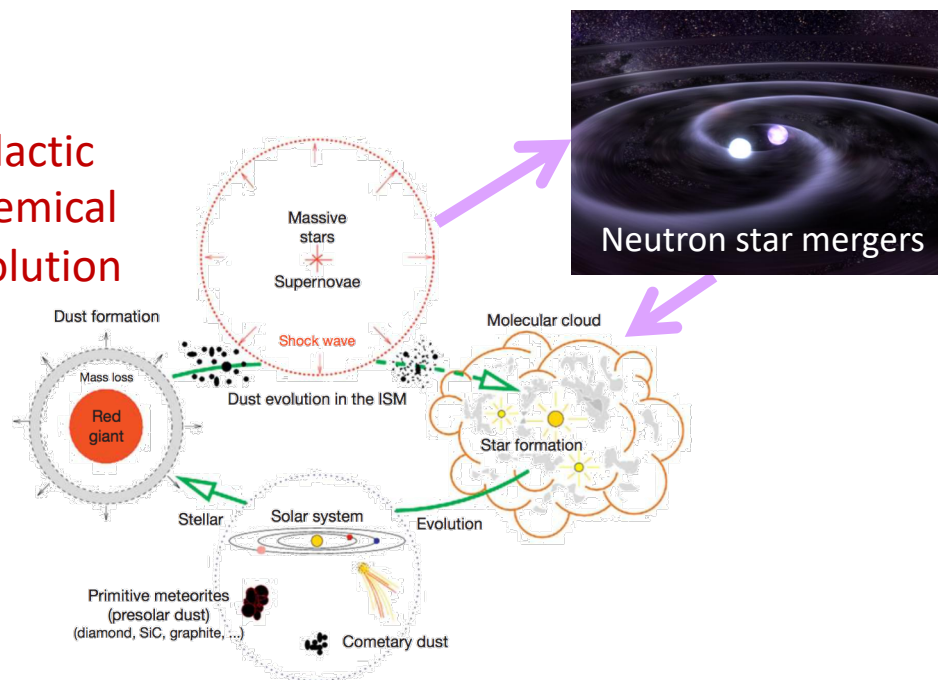 lactic
emical
olution
Neutron star mergers
Massive
stars
Supernovae
Shock wave
Dust formation
Mass loss
Red
giant
Dust evolution in the ISM
Molecular cloud
Star formation
Stellar
Evolution
Solar system
Primitive meteorites
(presolar dust)
(diamond, SiC, graphite, ...)
Cometary dust